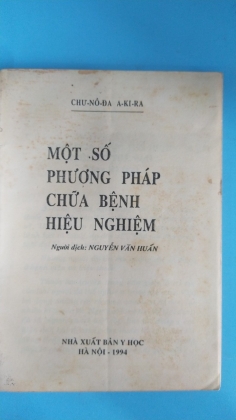 CHƯ-NÔ-ĐA A-KI-RA
MỘT SỐ
PHƯƠNG PHÁP
CHỮA BỆNH
HIỆU NGHIỆM
Người dịch: NGUYỄN VĂN HUẤN
NHÀ XUẤT BẢN Y HỌC
HÀ NỘI - 1994